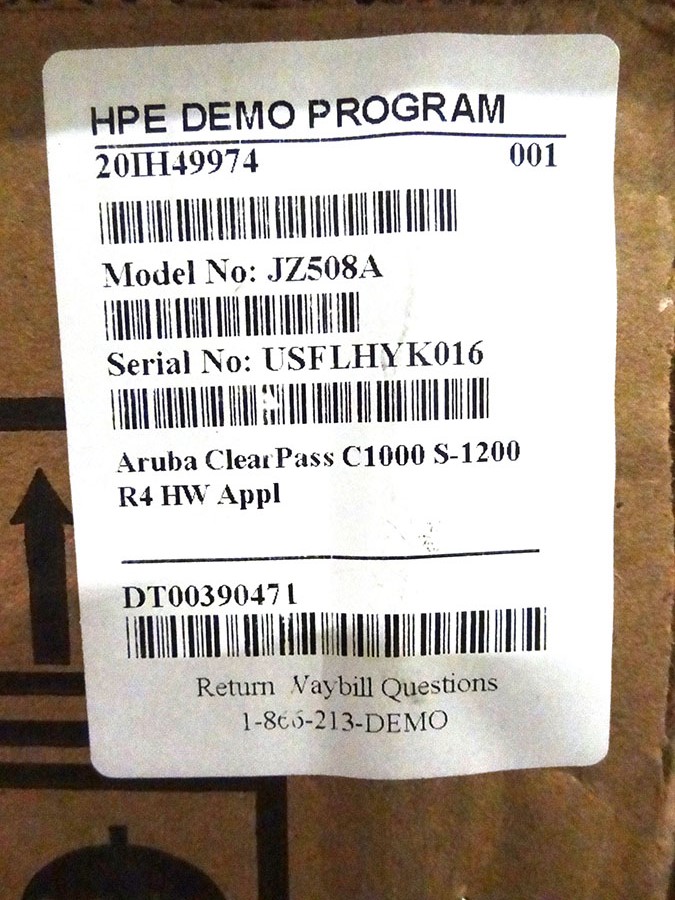 HPE DEMO PROGRAM
20IH49974 001
Model No: JZ508A
Serial No: USFLHYK016
Aruba ClearPass C1000 S-1200
R4 HW Appl
DT00390471
Return Waybill Questions
1-866-213-DEMO